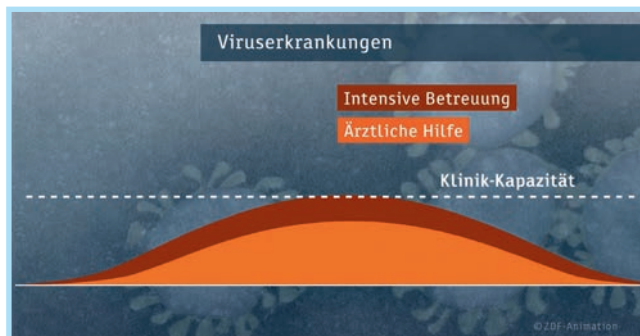 Viruserkrankungen
Intensive Betreuung
Ärztliche Hilfe
Klinik-Kapazität
©ZDF-Animation